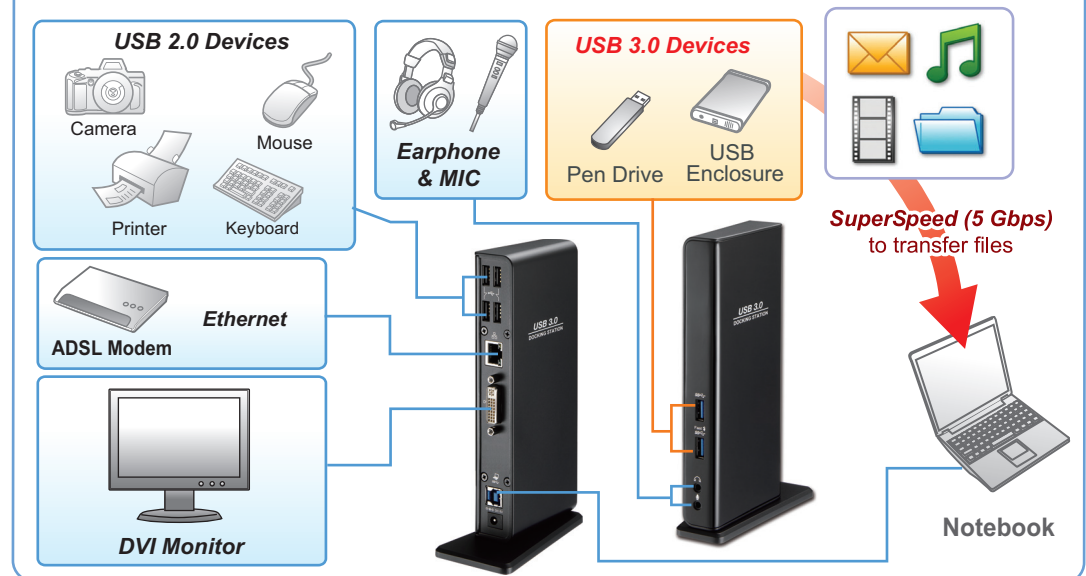 USB 2.0 Devices
Camera
Mouse
Printer
Keyboard
Earphone
& MIC
USB 3.0 Devices
Pen Drive
USB
Enclosure
SuperSpeed (5 Gbps)
to transfer files
Ethernet
ADSL Modem
DVI Monitor
USB 3.0
DOCKING STATION
USB 3.0
DOCKING STATION
Notebook